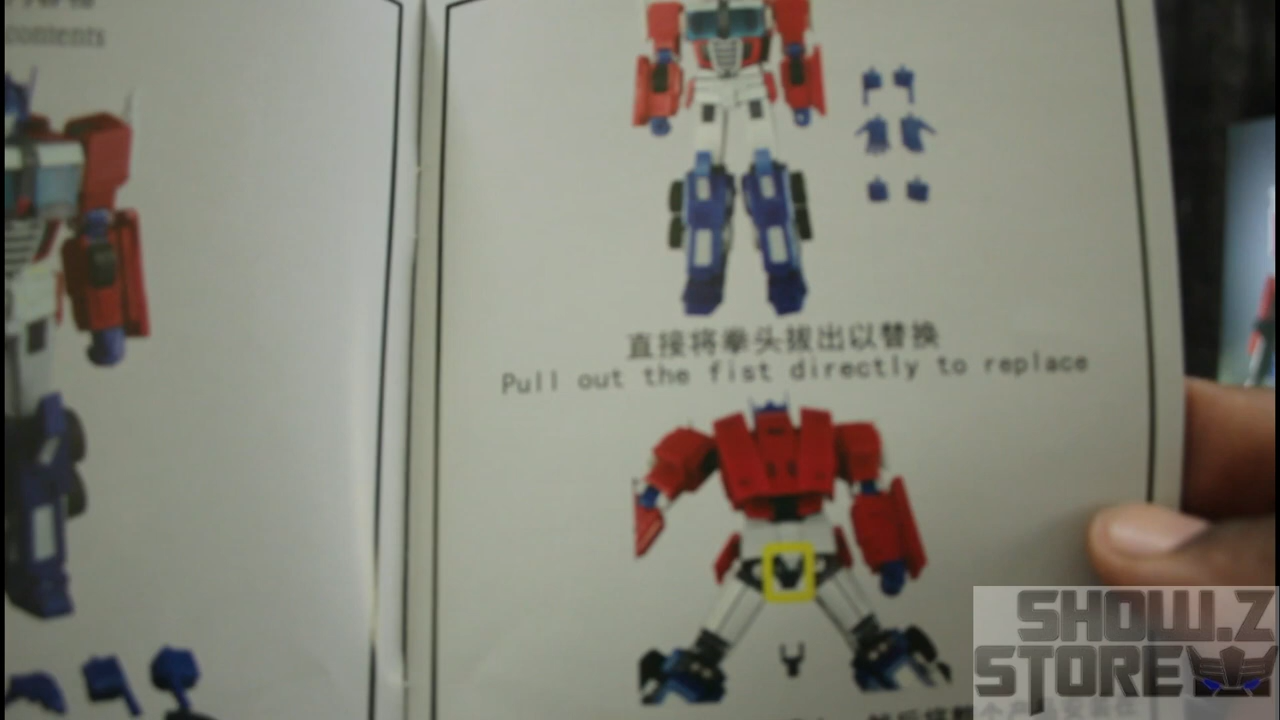 contents
直接将拳头拔出以替换
Pull out the fist directly to replace
SHOW.Z
STORE